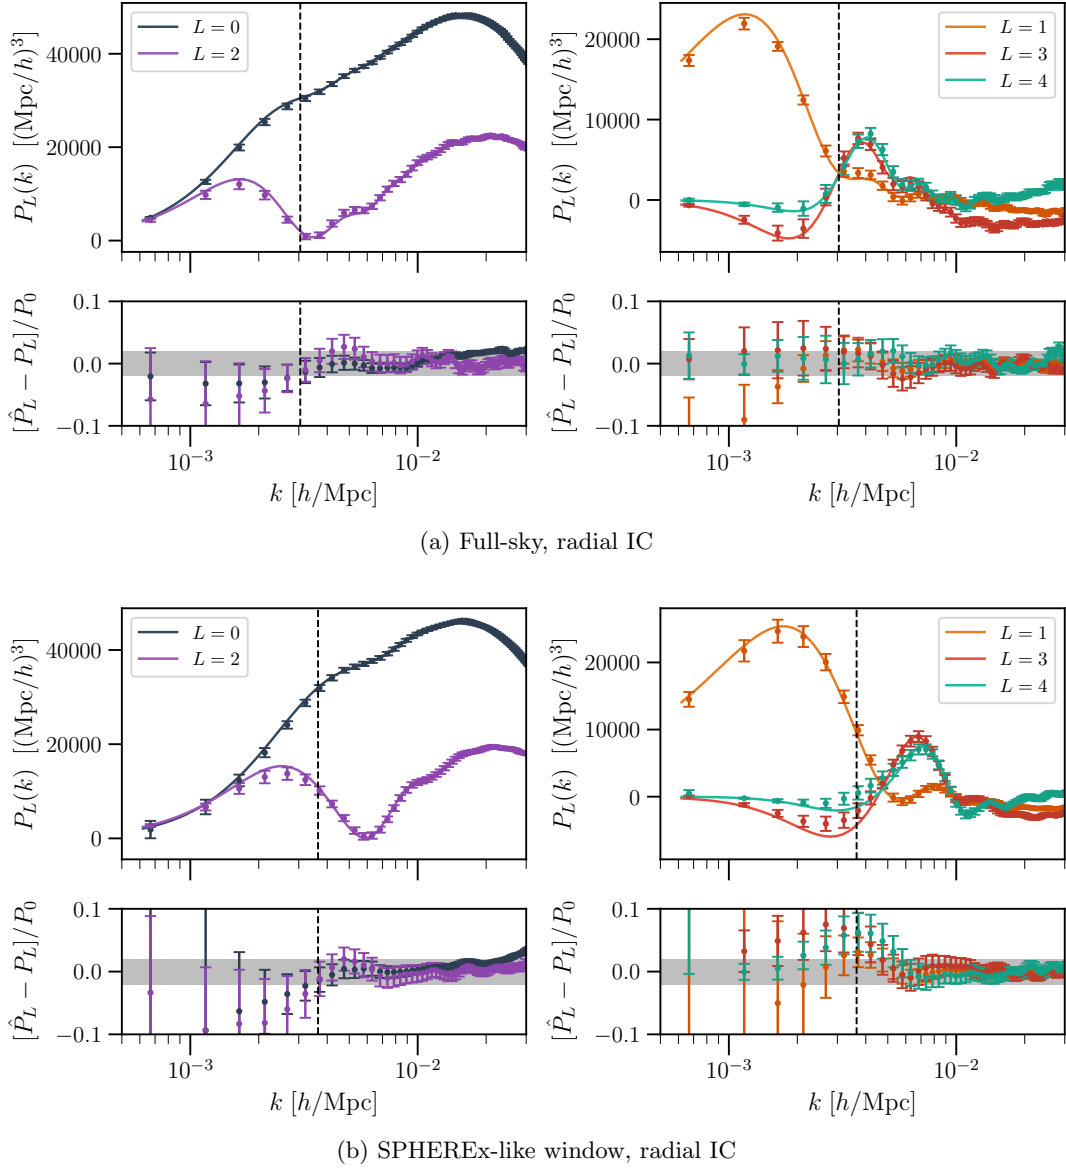 L = 0
L = 2
40000
20000
0
P_L(k) [(Mpc/h)^3]
L = 1
L = 3
L = 4
20000
10000
0
P_L(k) [(Mpc/h)^3]
0.1
0.0
−0.1
[P̂_L − P_L]/P_0
10^−3
10^−2
k [h/Mpc]
0.1
0.0
−0.1
[P̂_L − P_L]/P_0
10^−3
10^−2
k [h/Mpc]
(a) Full-sky, radial IC
L = 0
L = 2
40000
20000
0
P_L(k) [(Mpc/h)^3]
L = 1
L = 3
L = 4
20000
10000
0
P_L(k) [(Mpc/h)^3]
0.1
0.0
−0.1
[P̂_L − P_L]/P_0
10^−3
10^−2
k [h/Mpc]
0.1
0.0
−0.1
[P̂_L − P_L]/P_0
10^−3
10^−2
k [h/Mpc]
(b) SPHEREx-like window, radial IC